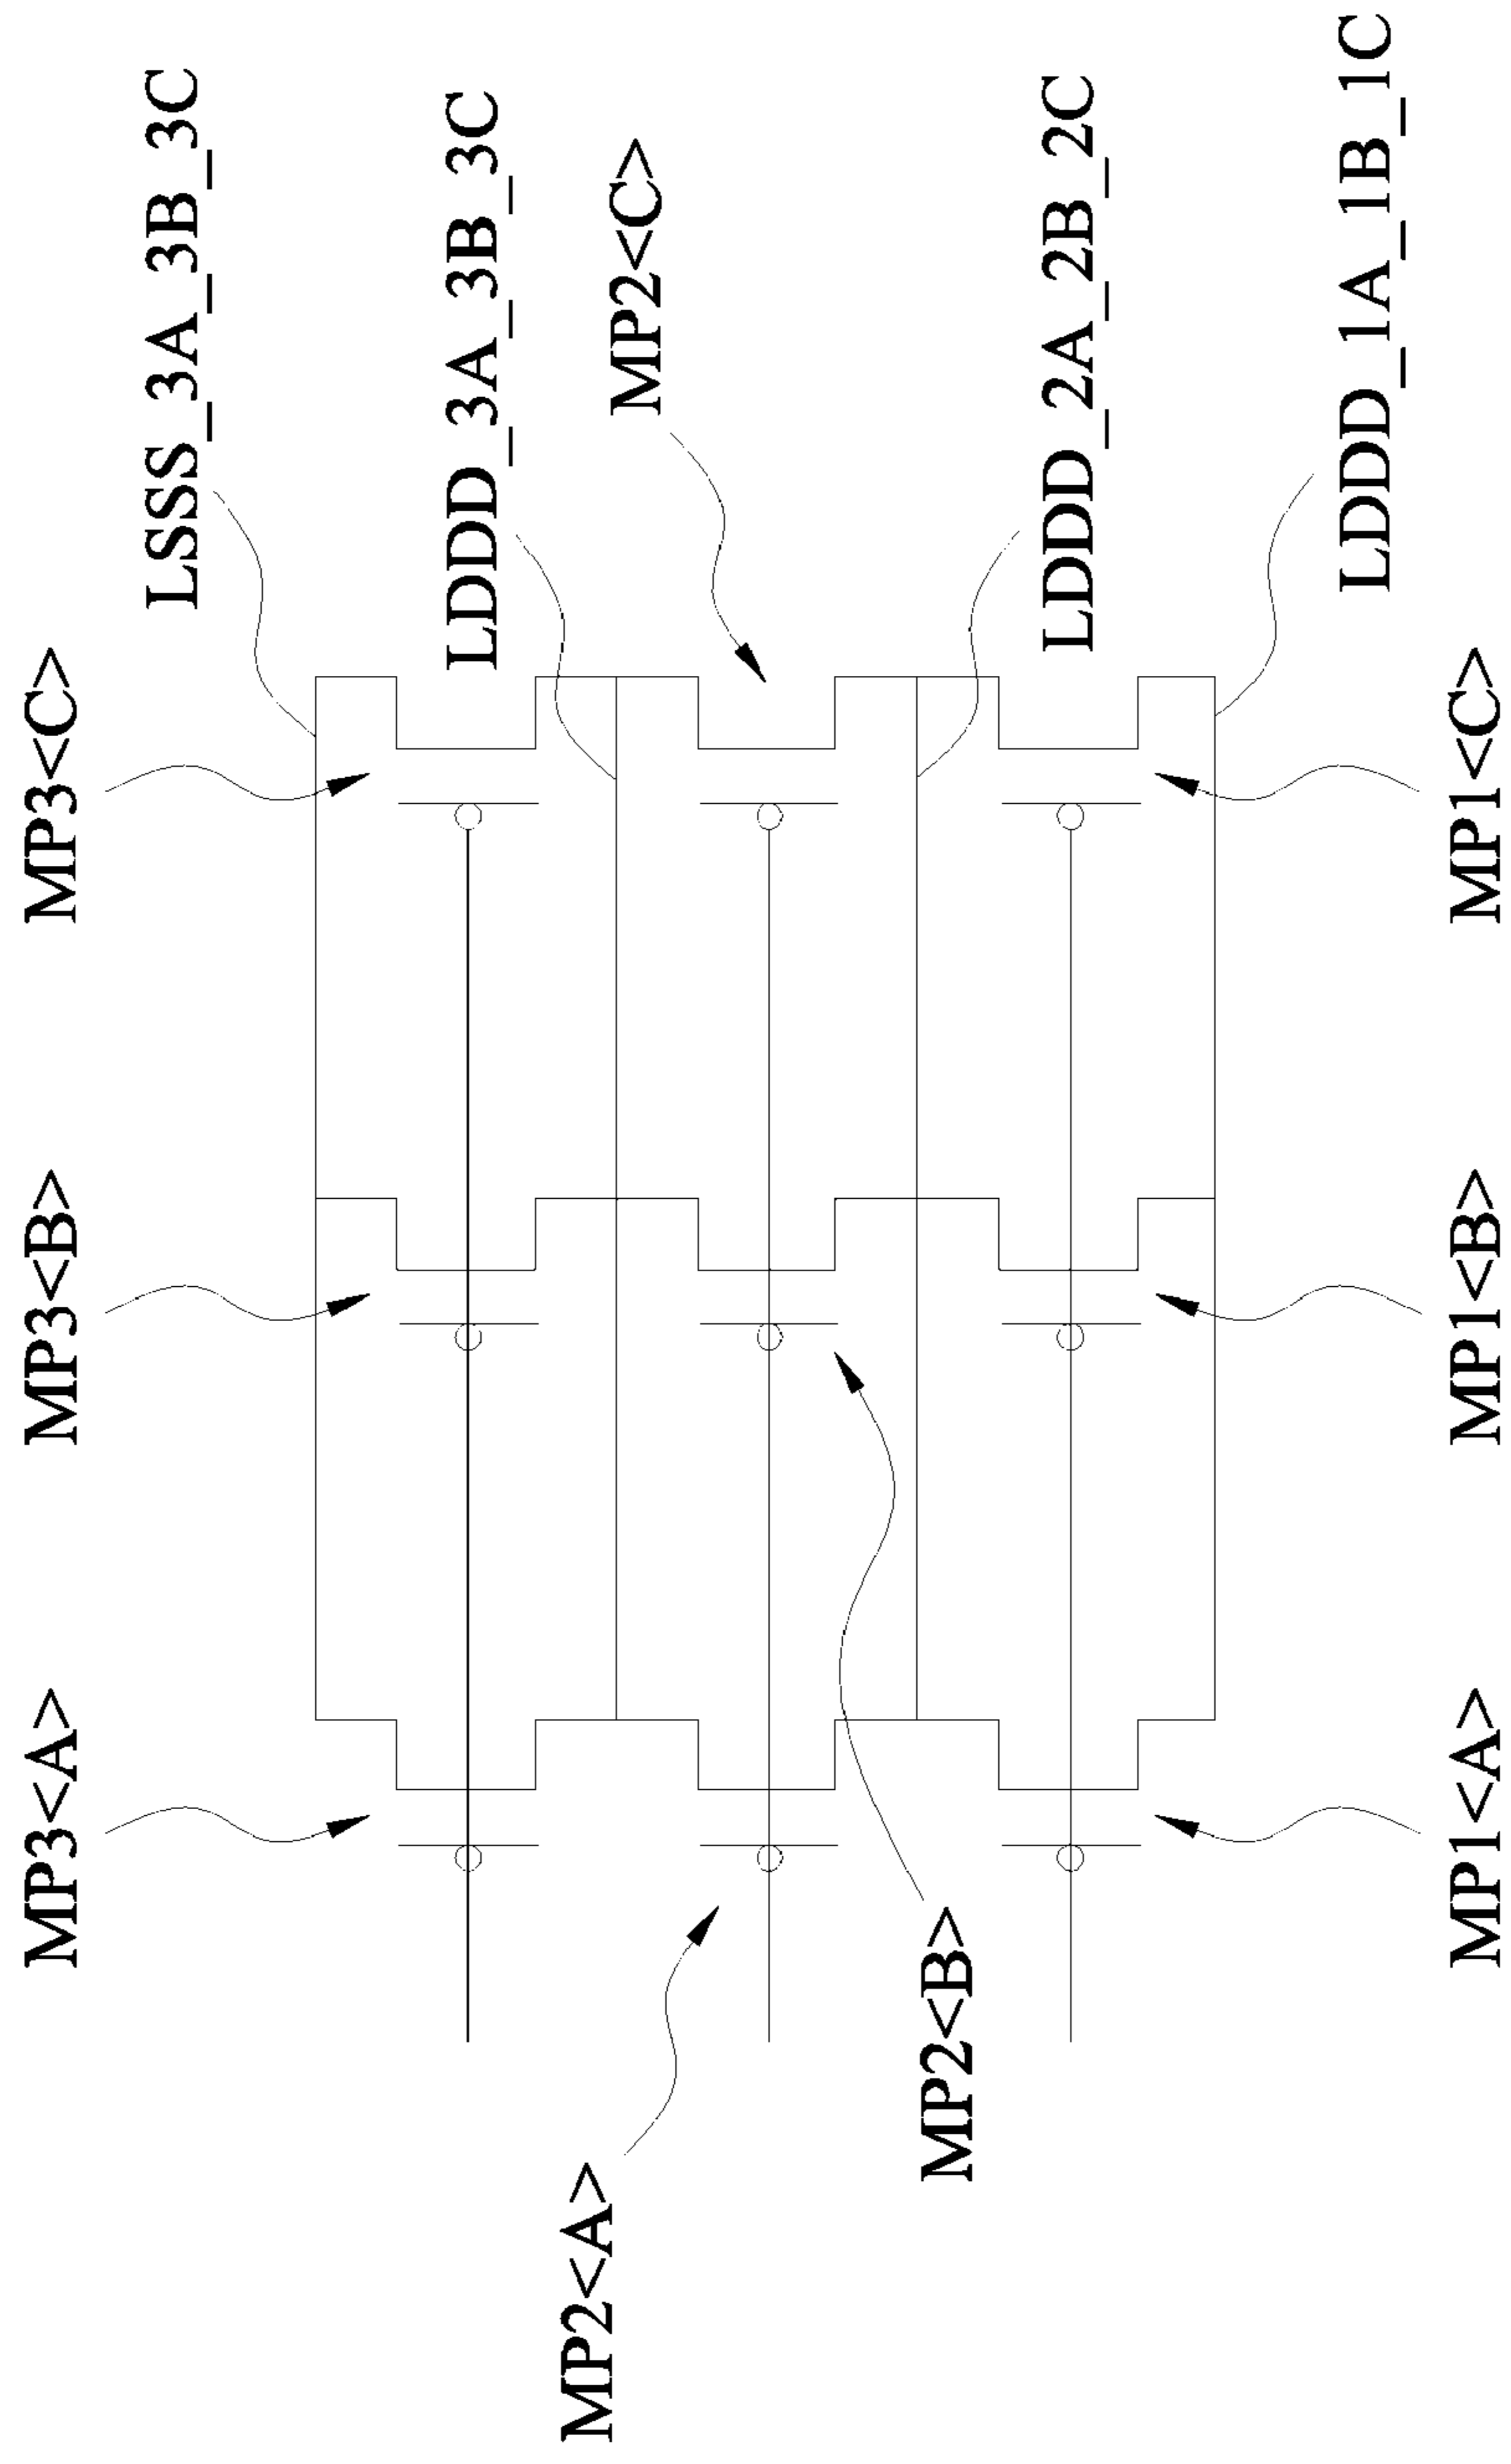 MP3<A>
MP3<B>
MP3<C>
LSSS_3A_3B_3C
LDDD_3A_3B_3C
MP2<A>
MP2<C>
MP2<B>
LDDD_2A_2B_2C
LDDD_1A_1B_1C
MP1<A>
MP1<B>
MP1<C>